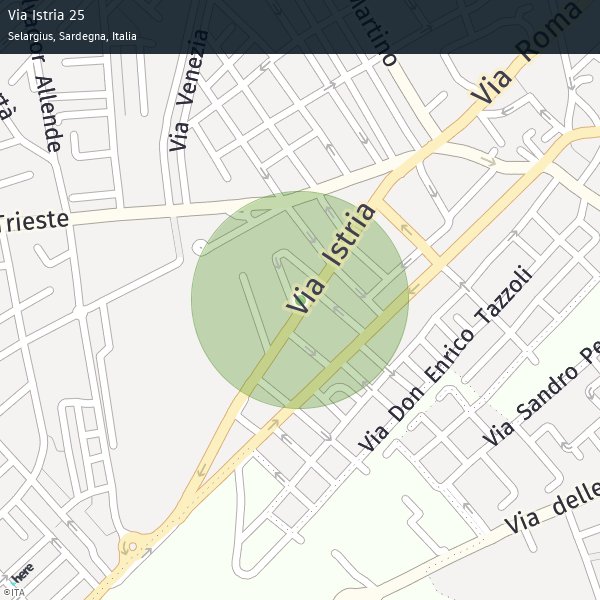 Via Istria 25
Selargius, Sardegna, Italia
Via Roma
Martino
Via Venezia
Allende
Trieste
Via Istria
Via Don Enrico Tazzoli
Via Sandro Pe
Via delle
here
©ITA